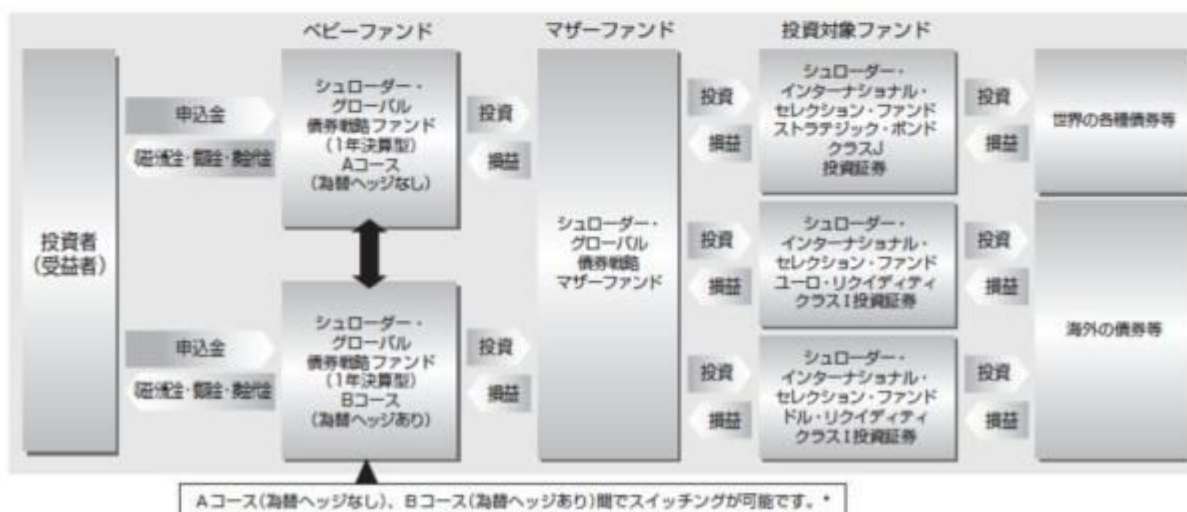 ベビーファンド
マザーファンド
投資対象ファンド
投資者
(受益者)
申込金
シュローダー・
グローバル
債券戦略ファンド
(1年決算型)
Aコース
(為替ヘッジなし)
投資
損益
申込金
シュローダー・
グローバル
債券戦略ファンド
(1年決算型)
Bコース
(為替ヘッジあり)
投資
損益
シュローダー・
グローバル
債券戦略
マザーファンド
投資
損益
シュローダー・
インターナショナル・
セレクション・ファンド
ストラテジック・ボンド
クラスJ
投資証券
投資
損益
世界の各種債券等
投資
損益
シュローダー・
インターナショナル・
セレクション・ファンド
ユーロ・リクイディティ
クラスI投資証券
投資
損益
投資
損益
シュローダー・
インターナショナル・
セレクション・ファンド
ドル・リクイディティ
クラスI投資証券
投資
損益
海外の債券等
Aコース(為替ヘッジなし)、Bコース(為替ヘッジあり)間でスイッチングが可能です。*